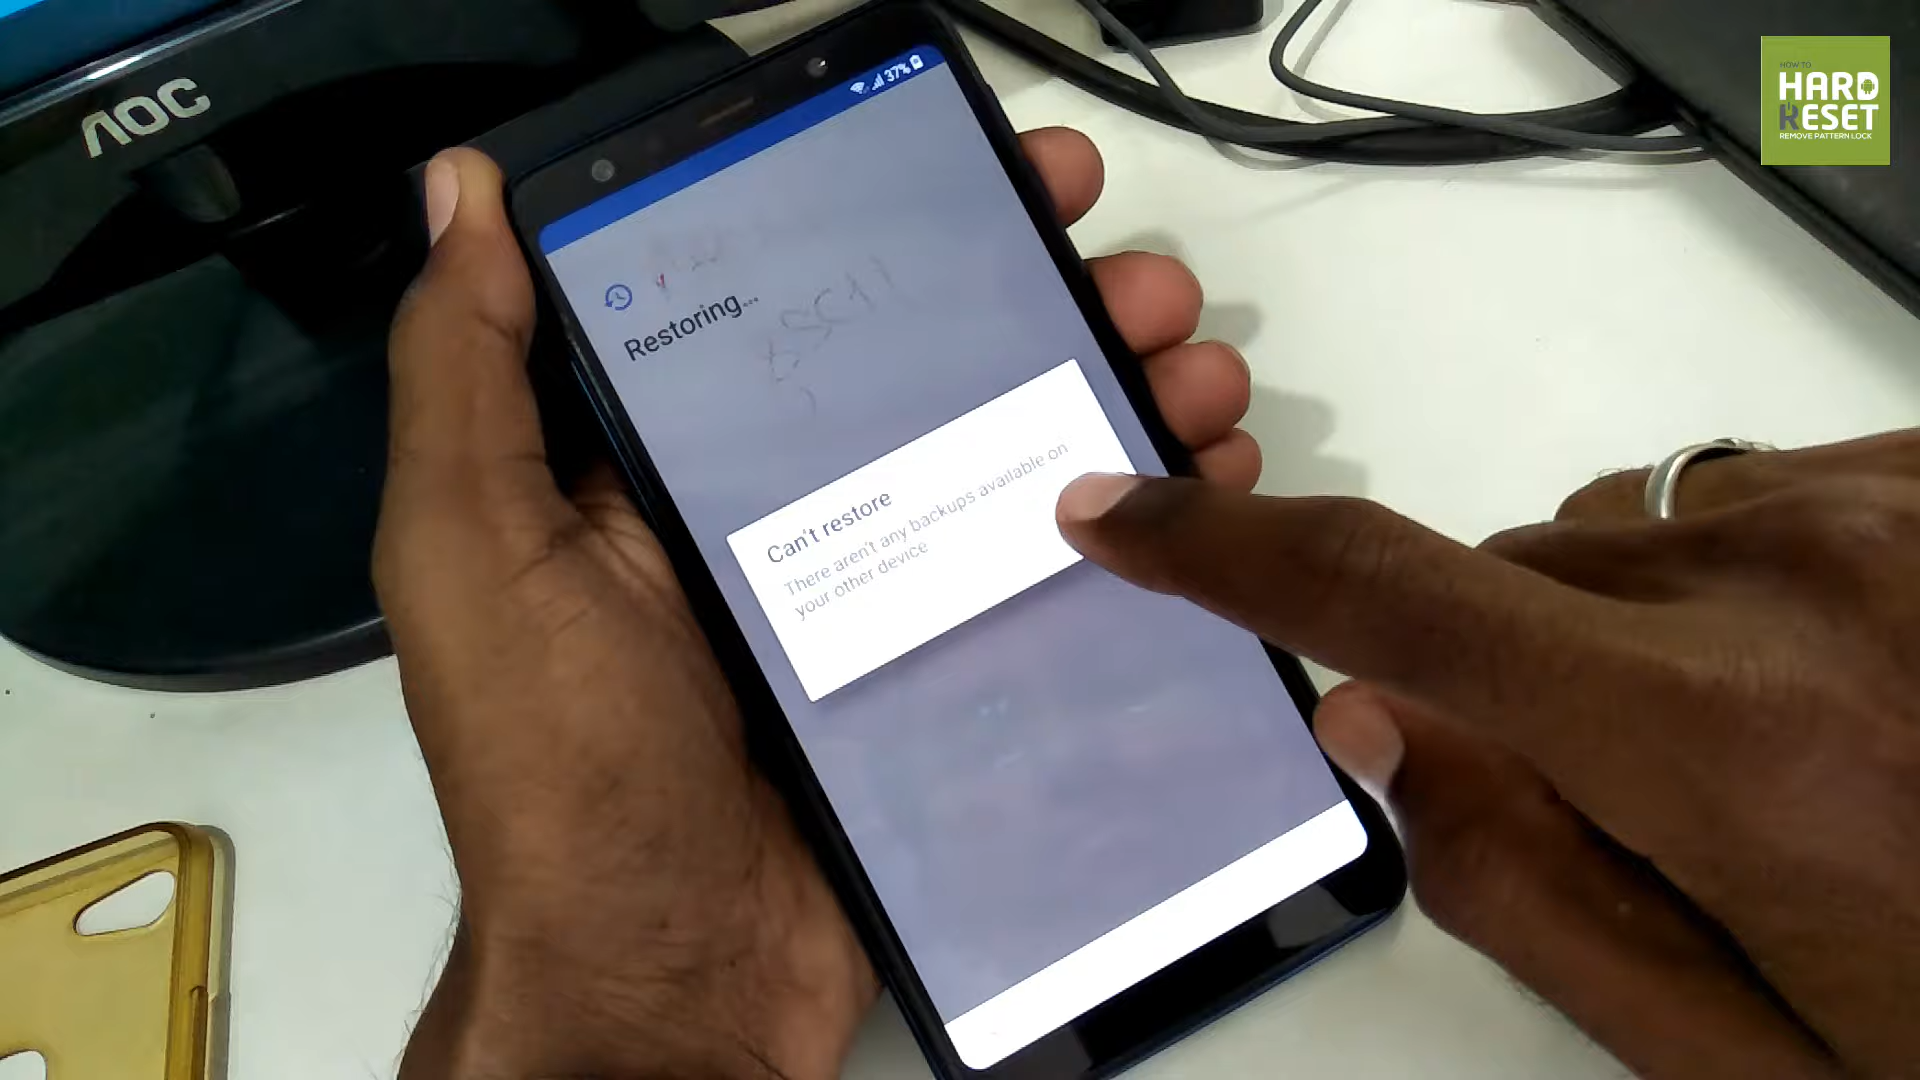 AOC
37%
HOW TO
HARD
RESET
REMOVE PATTERN LOCK
Restoring...
Can't restore
There aren't any backups available on
your other device